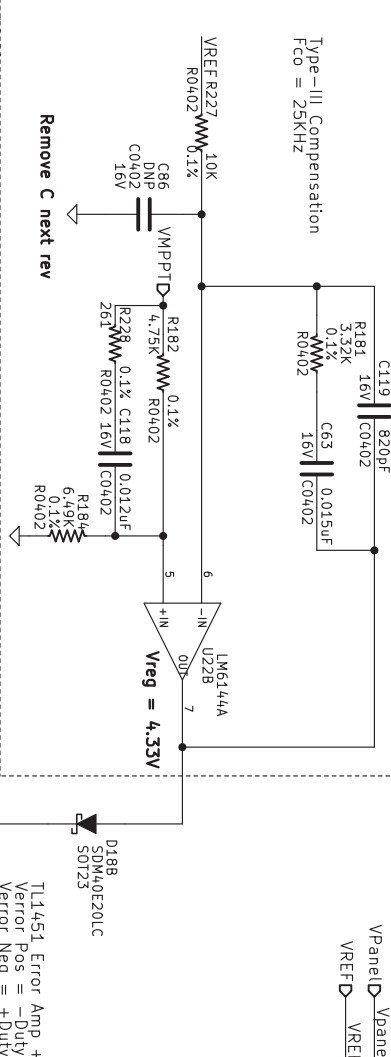 Type-III Compensation
Fco = 25KHz
VREF
R227
10K
R0402
0.1%
C86
DNP
C0402
16V
Remove C next rev
VMPPT
R182
0.1%
4.75K
R0402
R228
0.1%
261
R0402
C118
0.012uF
16V
C0402
R184
6.49K
0.1%
R0402
C119
820pF
16V
C0402
R181
3.32K
0.1%
R0402
C63
0.015uF
16V
C0402
6
5
-IN
+IN
OUT
7
LM6144A
U22B
Vreg = 4.33V
D18B
SDM40E20LC
SOT23
VPanel
Vpane
VREF
VREF
TL1451 Error Amp +
Verror Pos = -Duty
Verror Neg = +Duty